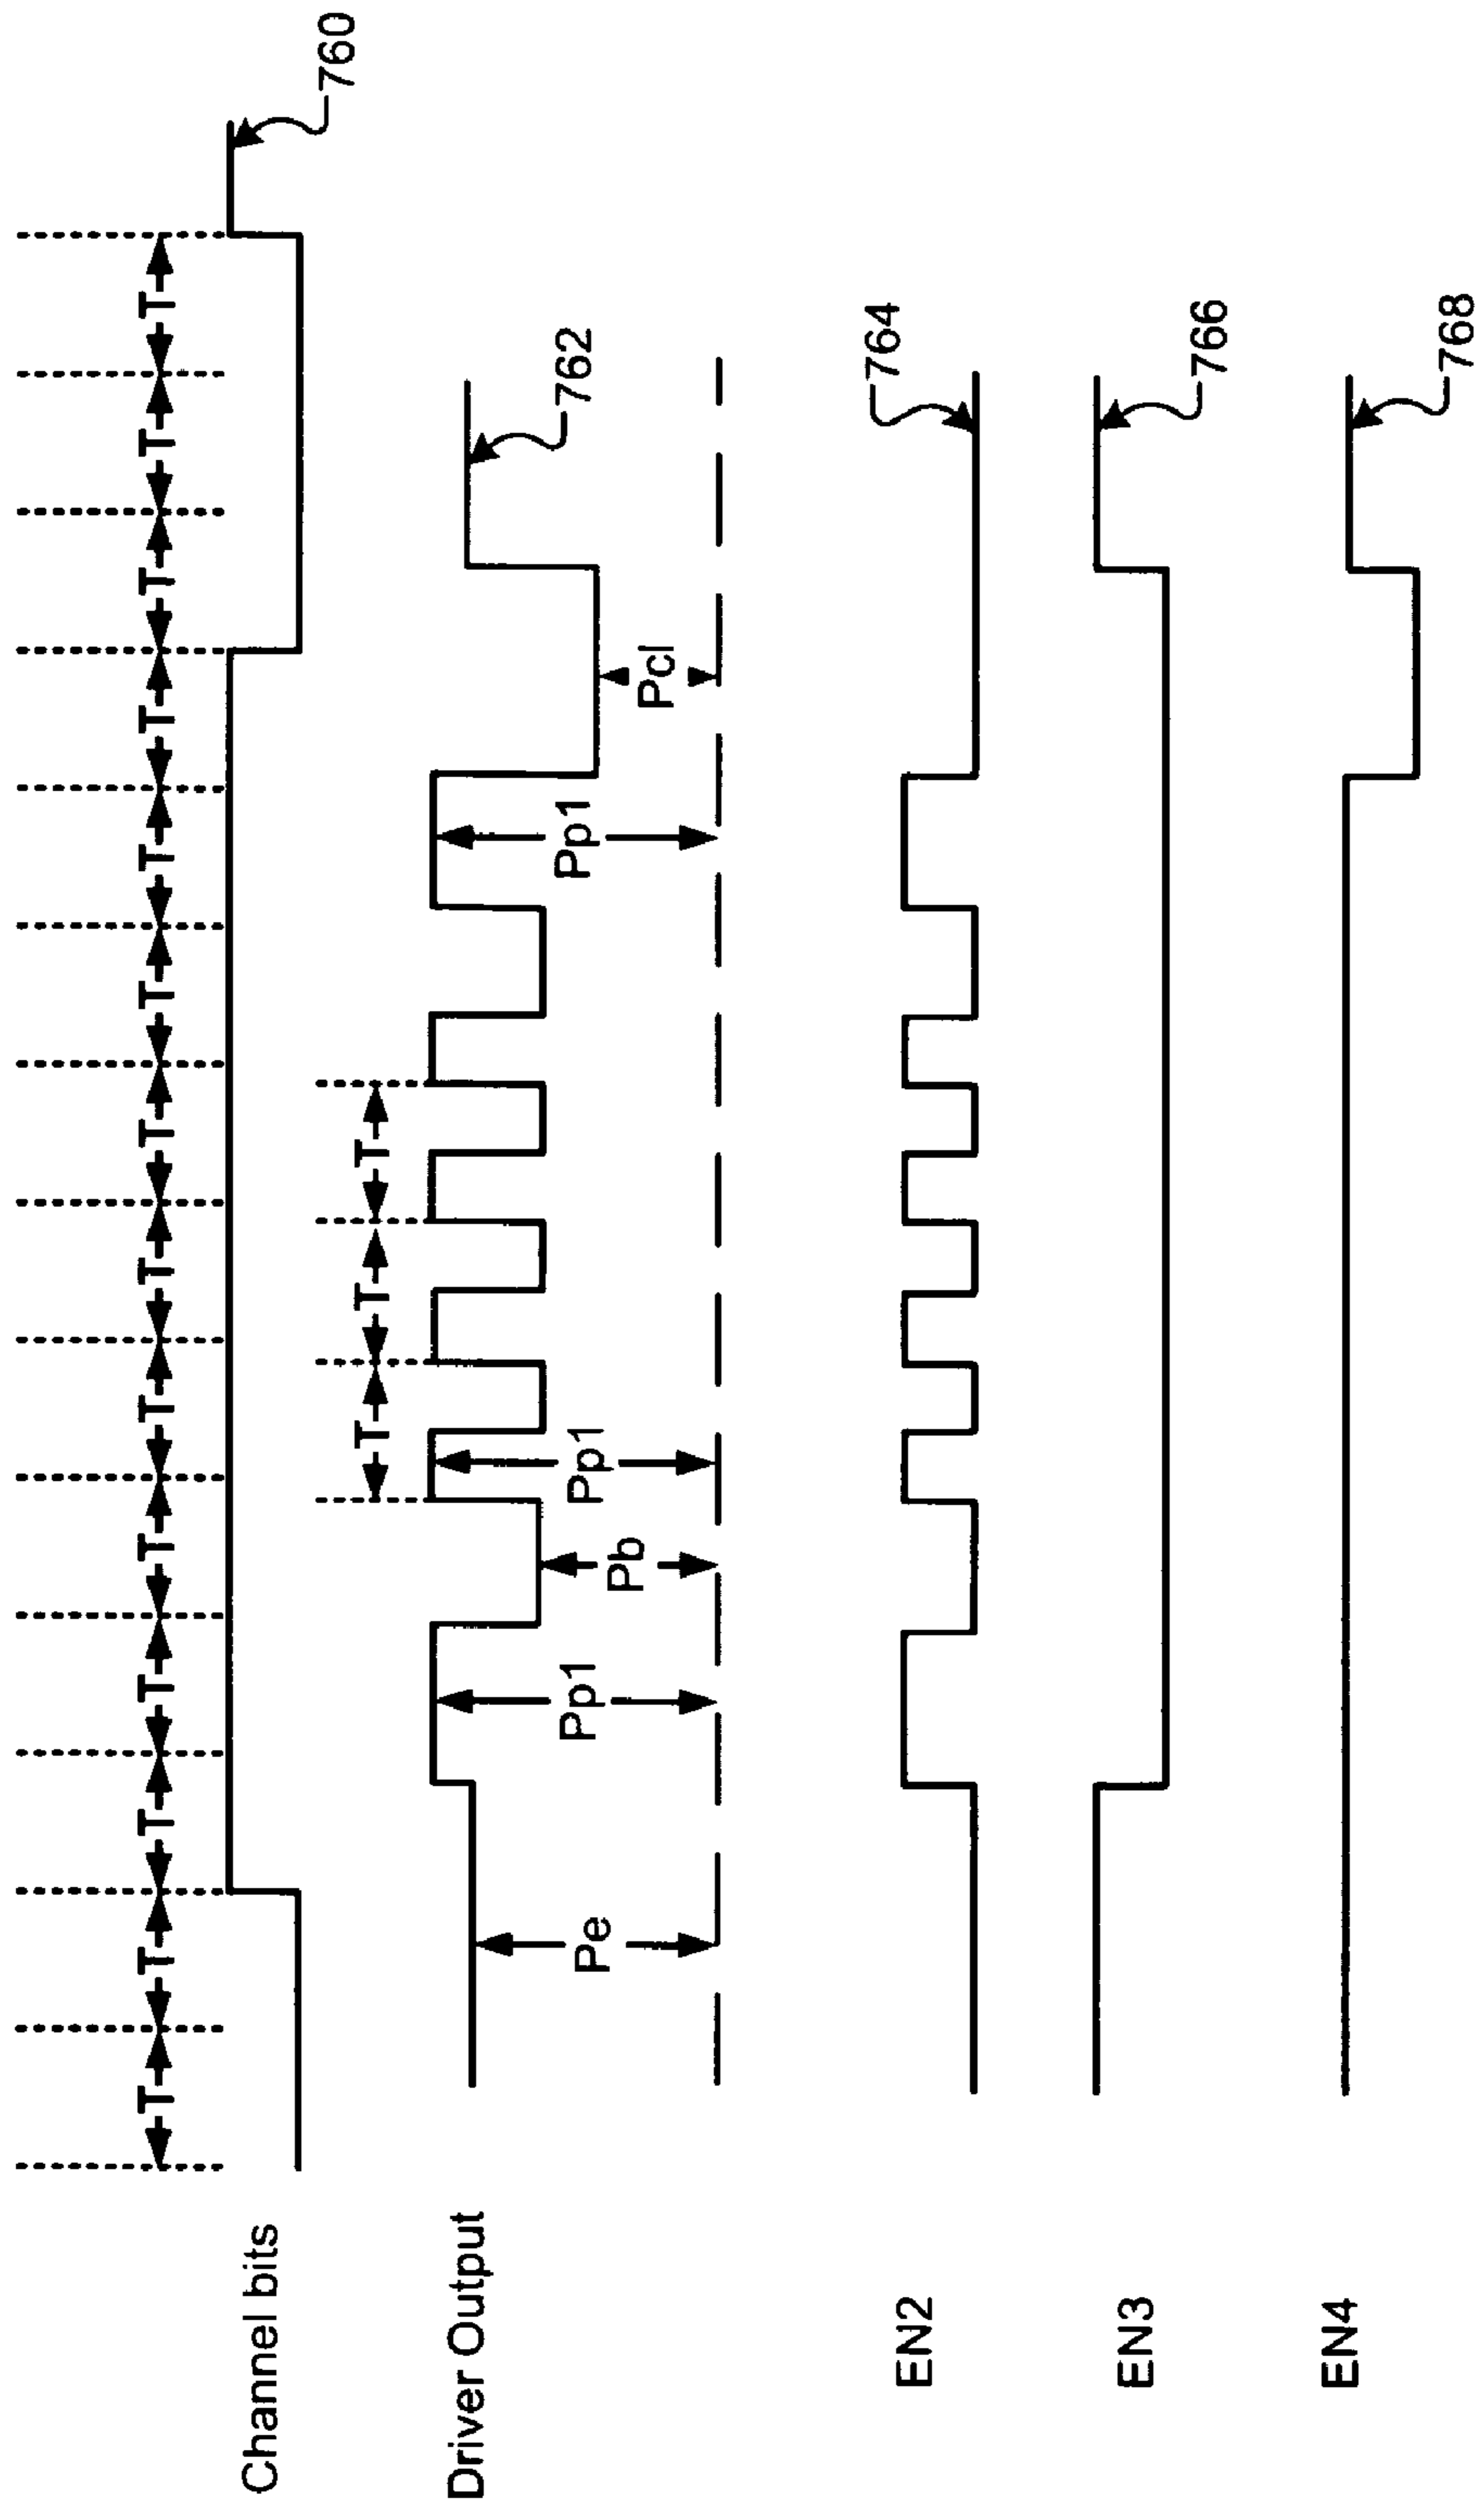 T T T T T T T T T T T T T T
Channel bits
760
T T T
Driver Output
Pe
Pp1
Pb
Pp1
Pp1
Pcl
762
EN2
764
EN3
766
EN4
768